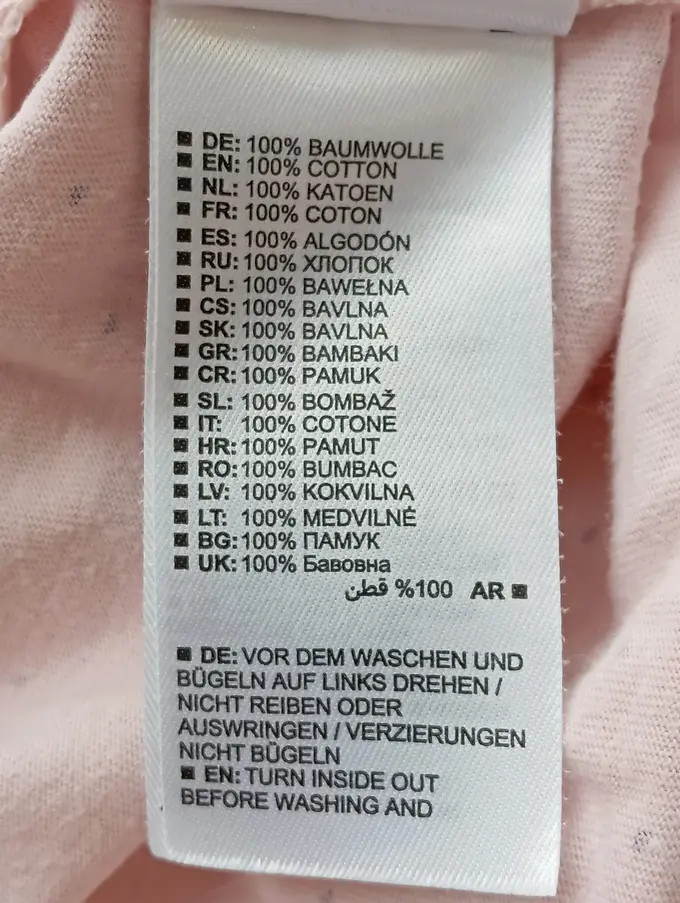 DE: 100% BAUMWOLLE
EN: 100% COTTON
NL: 100% KATOEN
FR: 100% COTON
ES: 100% ALGODÓN
RU: 100% ХЛОПОК
PL: 100% BAWEŁNA
CS: 100% BAVLNA
SK: 100% BAVLNA
GR: 100% BAMBAKI
CR: 100% PAMUK
SL: 100% BOMBAŽ
IT: 100% COTONE
HR: 100% PAMUT
RO: 100% BUMBAC
LV: 100% KOKVILNA
LT: 100% MEDVILNĖ
BG: 100% ПАМУК
UK: 100% Бавовна
AR 100% قطن
DE: VOR DEM WASCHEN UND
BÜGELN AUF LINKS DREHEN /
NICHT REIBEN ODER
AUSWRINGEN / VERZIERUNGEN
NICHT BÜGELN
EN: TURN INSIDE OUT
BEFORE WASHING AND